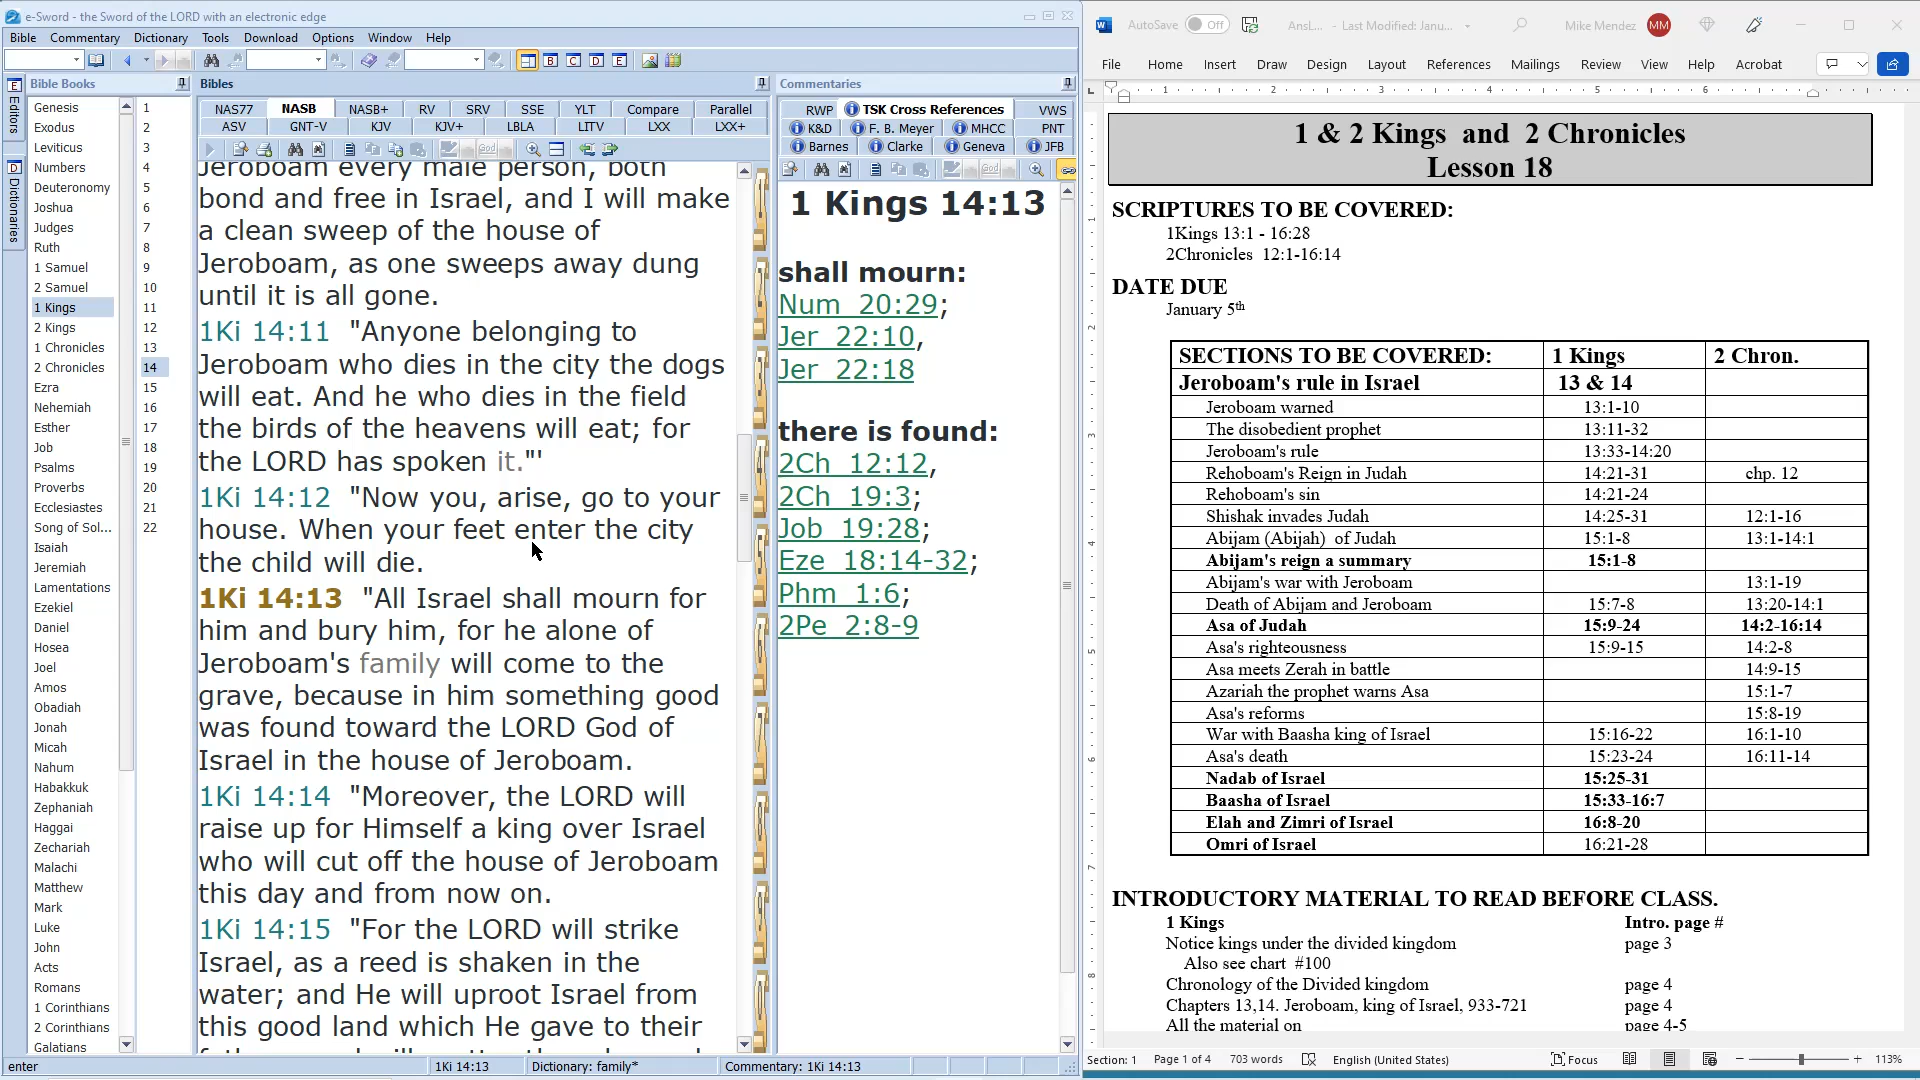 e-Sword - the Sword of the LORD with an electronic edge
Bible Commentary Dictionary Tools Download Options Window Help
Editors
Dictionaries
Bible Books
Genesis
Exodus
Leviticus
Numbers
Deuteronomy
Joshua
Judges
Ruth
1 Samuel
2 Samuel
1 Kings
2 Kings
1 Chronicles
2 Chronicles
Ezra
Nehemiah
Esther
Job
Psalms
Proverbs
Ecclesiastes
Song of Sol...
Isaiah
Jeremiah
Lamentations
Ezekiel
Daniel
Hosea
Joel
Amos
Obadiah
Jonah
Micah
Nahum
Habakkuk
Zephaniah
Haggai
Zechariah
Malachi
Matthew
Mark
Luke
John
Acts
Romans
1 Corinthians
2 Corinthians
Galatians
1
2
3
4
5
6
7
8
9
10
11
12
13
14
15
16
17
18
19
20
21
22
Bibles
NAS77 NASB NASB+ RV SRV SSE YLT Compare Parallel
ASV GNT-V KJV KJV+ LBLA LITV LXX LXX+
Jeroboam every male person, both
bond and free in Israel, and I will make
a clean sweep of the house of
Jeroboam, as one sweeps away dung
until it is all gone.
1Ki 14:11 "Anyone belonging to
Jeroboam who dies in the city the dogs
will eat. And he who dies in the field
the birds of the heavens will eat; for
the LORD has spoken it."'
1Ki 14:12 "Now you, arise, go to your
house. When your feet enter the city
the child will die.
1Ki 14:13 "All Israel shall mourn for
him and bury him, for he alone of
Jeroboam's family will come to the
grave, because in him something good
was found toward the LORD God of
Israel in the house of Jeroboam.
1Ki 14:14 "Moreover, the LORD will
raise up for Himself a king over Israel
who will cut off the house of Jeroboam
this day and from now on.
1Ki 14:15 "For the LORD will strike
Israel, as a reed is shaken in the
water; and He will uproot Israel from
this good land which He gave to their
Commentaries
RWP TSK Cross References VWS
K&D F. B. Meyer MHCC PNT
Barnes Clarke Geneva JFB
1 Kings 14:13
shall mourn:
Num 20:29;
Jer 22:10,
Jer 22:18
there is found:
2Ch 12:12,
2Ch 19:3;
Job 19:28;
Eze 18:14-32;
Phm 1:6;
2Pe 2:8-9
enter 1Ki 14:13 Dictionary: family* Commentary: 1Ki 14:13
AutoSave Off AnsL... - Last Modified: Janu... Mike Mendez MM
File Home Insert Draw Design Layout References Mailings Review View Help Acrobat
1 2 3 4 5 6
1
2
3
4
5
6
7
8
1 & 2 Kings and 2 Chronicles
Lesson 18
SCRIPTURES TO BE COVERED:
1Kings 13:1 - 16:28
2Chronicles 12:1-16:14
DATE DUE
January 5th
SECTIONS TO BE COVERED: 1 Kings 2 Chron.
Jeroboam's rule in Israel 13 & 14
Jeroboam warned 13:1-10
The disobedient prophet 13:11-32
Jeroboam's rule 13:33-14:20
Rehoboam's Reign in Judah 14:21-31 chp. 12
Rehoboam's sin 14:21-24
Shishak invades Judah 14:25-31 12:1-16
Abijam (Abijah) of Judah 15:1-8 13:1-14:1
Abijam's reign a summary 15:1-8
Abijam's war with Jeroboam 13:1-19
Death of Abijam and Jeroboam 15:7-8 13:20-14:1
Asa of Judah 15:9-24 14:2-16:14
Asa's righteousness 15:9-15 14:2-8
Asa meets Zerah in battle 14:9-15
Azariah the prophet warns Asa 15:1-7
Asa's reforms 15:8-19
War with Baasha king of Israel 15:16-22 16:1-10
Asa's death 15:23-24 16:11-14
Nadab of Israel 15:25-31
Baasha of Israel 15:33-16:7
Elah and Zimri of Israel 16:8-20
Omri of Israel 16:21-28
INTRODUCTORY MATERIAL TO READ BEFORE CLASS.
1 Kings Intro. page #
Notice kings under the divided kingdom page 3
Also see chart #100
Chronology of the Divided kingdom page 4
Chapters 13,14. Jeroboam, king of Israel, 933-721 page 4
All the material on page 4-5
Section: 1 Page 1 of 4 703 words English (United States) Focus 113%